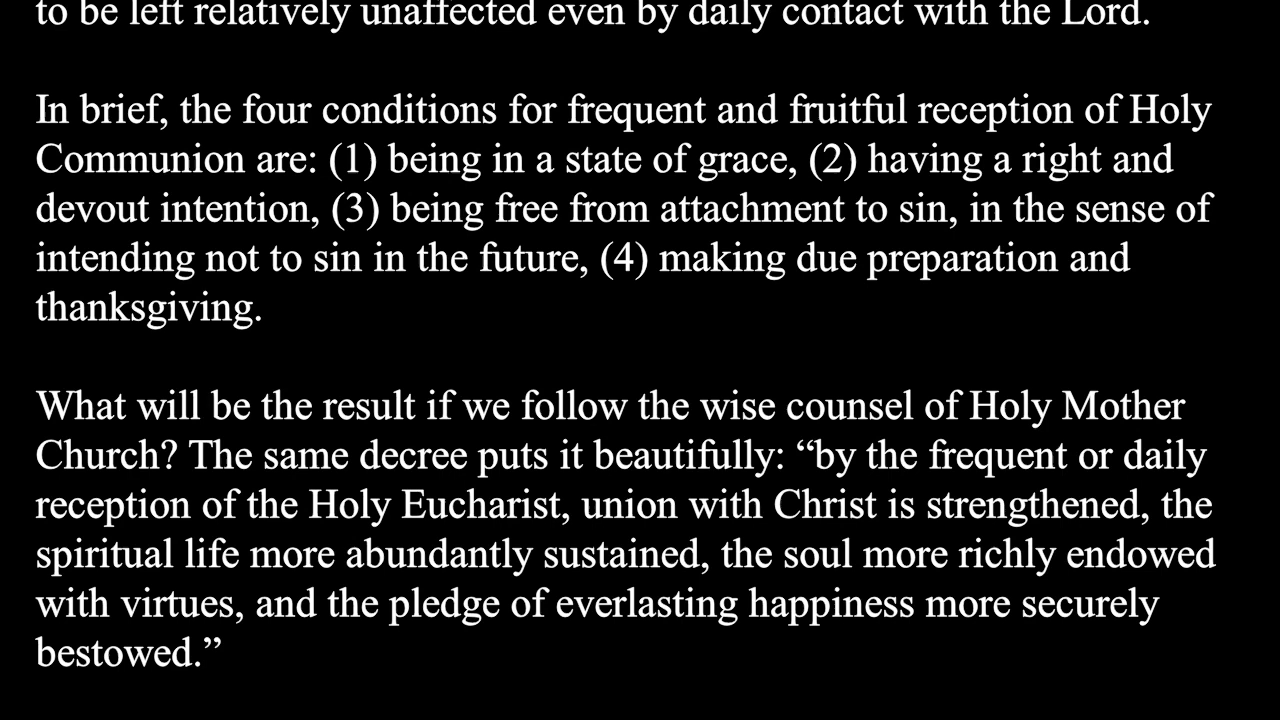 to be left relatively unaffected even by daily contact with the Lord.
In brief, the four conditions for frequent and fruitful reception of Holy
Communion are: (1) being in a state of grace, (2) having a right and
devout intention, (3) being free from attachment to sin, in the sense of
intending not to sin in the future, (4) making due preparation and
thanksgiving.
What will be the result if we follow the wise counsel of Holy Mother
Church? The same decree puts it beautifully: “by the frequent or daily
reception of the Holy Eucharist, union with Christ is strengthened, the
spiritual life more abundantly sustained, the soul more richly endowed
with virtues, and the pledge of everlasting happiness more securely
bestowed.”